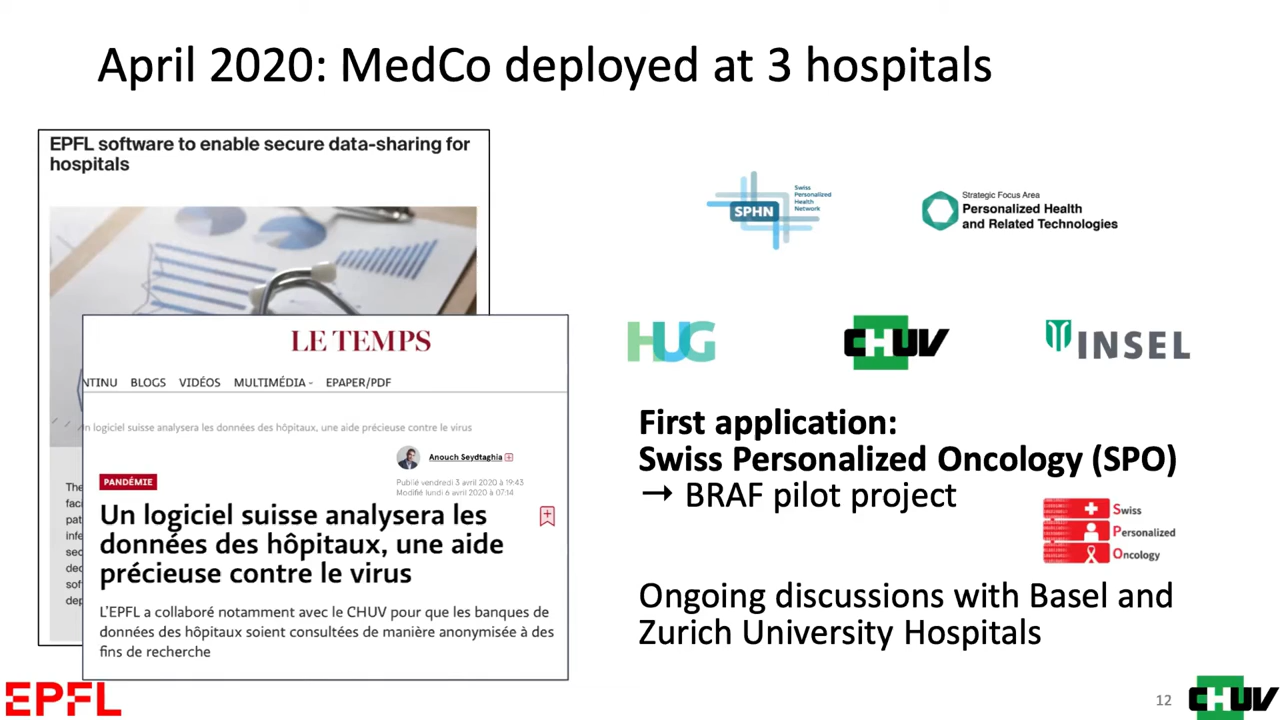 April 2020: MedCo deployed at 3 hospitals
EPFL software to enable secure data-sharing for
hospitals
LE TEMPS
NTINU BLOGS VIDÉOS MULTIMÉDIA EPAPER/PDF
n logiciel suisse analysera les données des hôpitaux, une aide précieuse contre le virus
Anouch Seydtaghia
Publié vendredi 3 avril 2020 à 19:43
Modifié lundi 6 avril 2020 à 07:14
PANDÉMIE
Un logiciel suisse analysera les
données des hôpitaux, une aide
précieuse contre le virus
L'EPFL a collaboré notamment avec le CHUV pour que les banques de
données des hôpitaux soient consultées de manière anonymisée à des
fins de recherche
SPHN
Swiss
Personalized
Health
Network
Strategic Focus Area
Personalized Health
and Related Technologies
HUG
CHUV
INSEL
First application:
Swiss Personalized Oncology (SPO)
→ BRAF pilot project
Swiss
Personalized
Oncology
Ongoing discussions with Basel and
Zurich University Hospitals
EPFL
12
CHUV